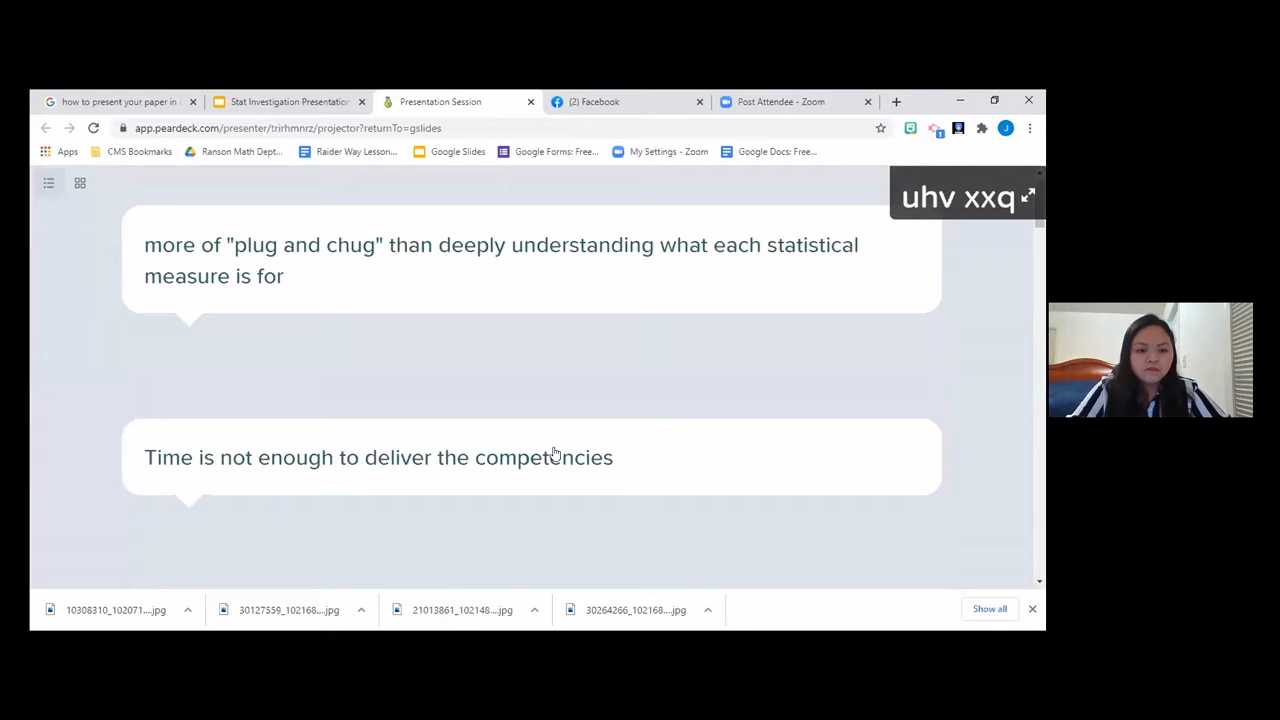 how to present your paper in c
Stat Investigation Presentation
Presentation Session
(2) Facebook
Post Attendee - Zoom
app.peardeck.com/presenter/trirhmnrz/projector?returnTo=gslides
1
J
Apps
CMS Bookmarks
Ranson Math Dept...
Raider Way Lesson...
Google Slides
Google Forms: Free...
My Settings - Zoom
Google Docs: Free...
uhv xxq
more of "plug and chug" than deeply understanding what each statistical
measure is for
Time is not enough to deliver the competencies
10308310_102071....jpg
30127559_102168....jpg
21013861_102148....jpg
30264266_102168....jpg
Show all